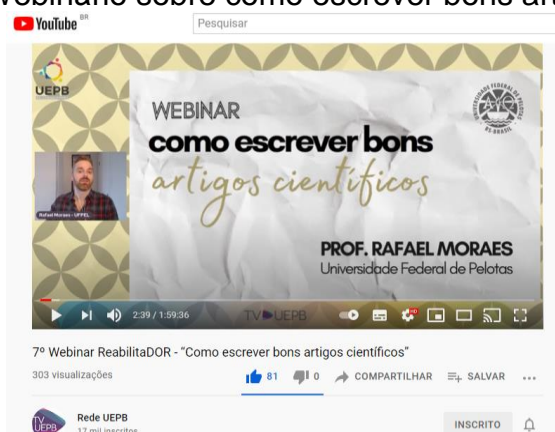 webinário sobre como escrever bons
YouTube BR
Pesquisar
UEPB
WEBINAR
como escrever bons
artigos científicos
Rafael Moraes - UFPEL
PROF. RAFAEL MORAES
Universidade Federal de Pelotas
2:39 / 1:59:36
TV UEPB
HD
7º Webinar ReabilitaDOR - “Como escrever bons artigos científicos”
303 visualizações
81
0
COMPARTILHAR
SALVAR
Rede UEPB
17 mil inscritos
INSCRITO